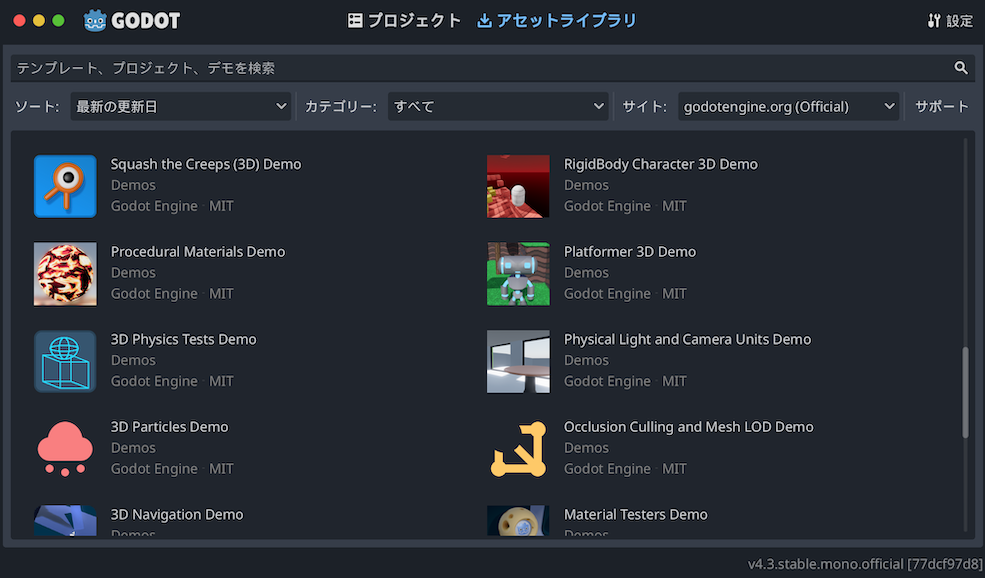 GODOT プロジェクト アセットライブラリ 設定
テンプレート、プロジェクト、デモを検索
ソート: 最新の更新日 カテゴリー: すべて サイト: godotengine.org (Official) サポート
Squash the Creeps (3D) Demo
Demos
Godot Engine · MIT
RigidBody Character 3D Demo
Demos
Godot Engine · MIT
Procedural Materials Demo
Demos
Godot Engine · MIT
Platformer 3D Demo
Demos
Godot Engine · MIT
3D Physics Tests Demo
Demos
Godot Engine · MIT
Physical Light and Camera Units Demo
Demos
Godot Engine · MIT
3D Particles Demo
Demos
Godot Engine · MIT
Occlusion Culling and Mesh LOD Demo
Demos
Godot Engine · MIT
3D Navigation Demo
Demos
Material Testers Demo
Demos
v4.3.stable.mono.official [77dcf97d8]